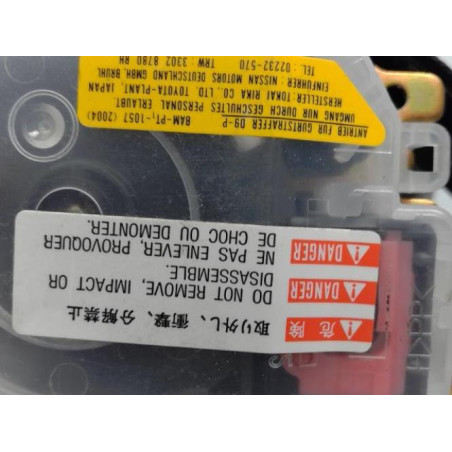 ANTRIEB FUR GURTSTRAFFER 09-P
BAM-PT-1057 (2004)
UMGANG NUR DURCH GESCHULTES PERSONAL ERLAUBT.
HERSTELLER TOKAI RIKA CO., LTD. TOYOTA-PLANT, JAPAN
EINFUHRER : NISSAN MOTORS DEUTSCHLAND GMBH, BRUHL
TEL : 02232-570 TRW : 3302 8780 RH
危険 取り外し、衝撃、分解禁止
DANGER DO NOT REMOVE, IMPACT OR
DISASSEMBLE.
DANGER NE PAS ENLEVER, PROVOQUER
DE CHOC OU DEMONTER.